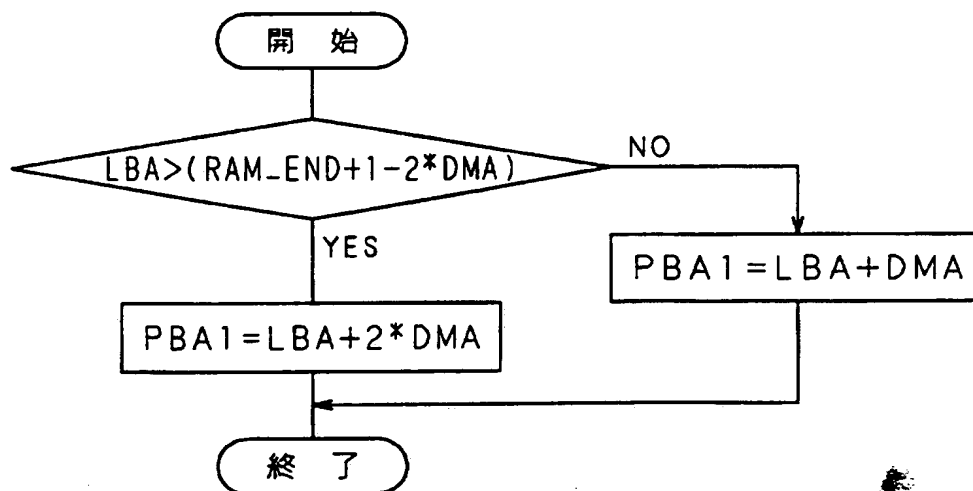 開 始
LBA>(RAM_END+1-2*DMA)
NO
YES
PBA1=LBA+DMA
PBA1=LBA+2*DMA
終 了